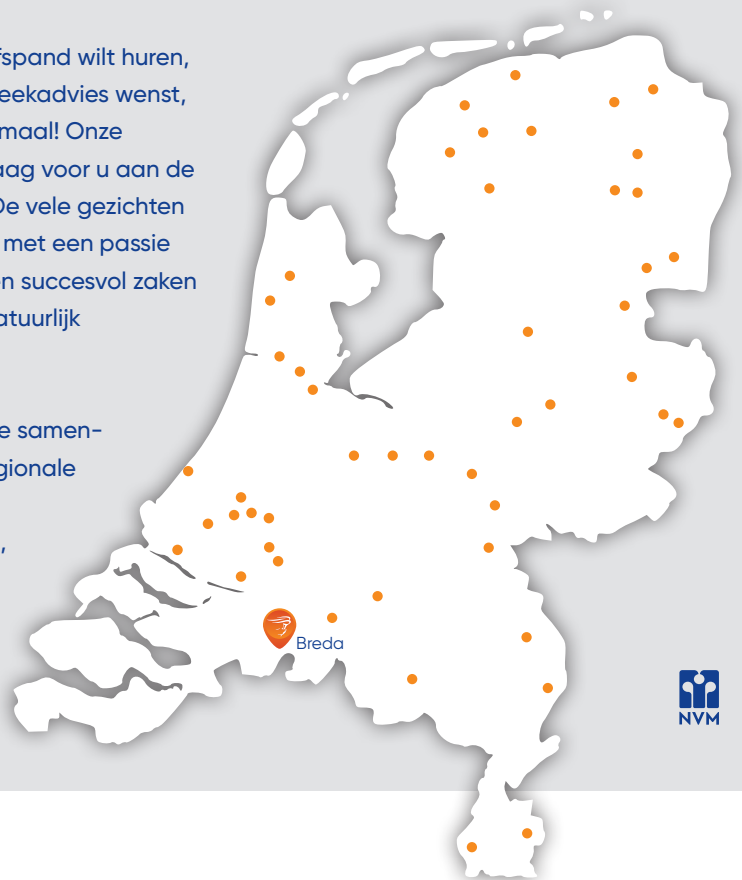 fspand wilt huren,
eekadvies wenst,
maal! Onze
aag voor u aan de
De vele gezichten
met een passie
en succesvol zaken
atuurlijk
e samen-
gionale
,
Breda
NVM